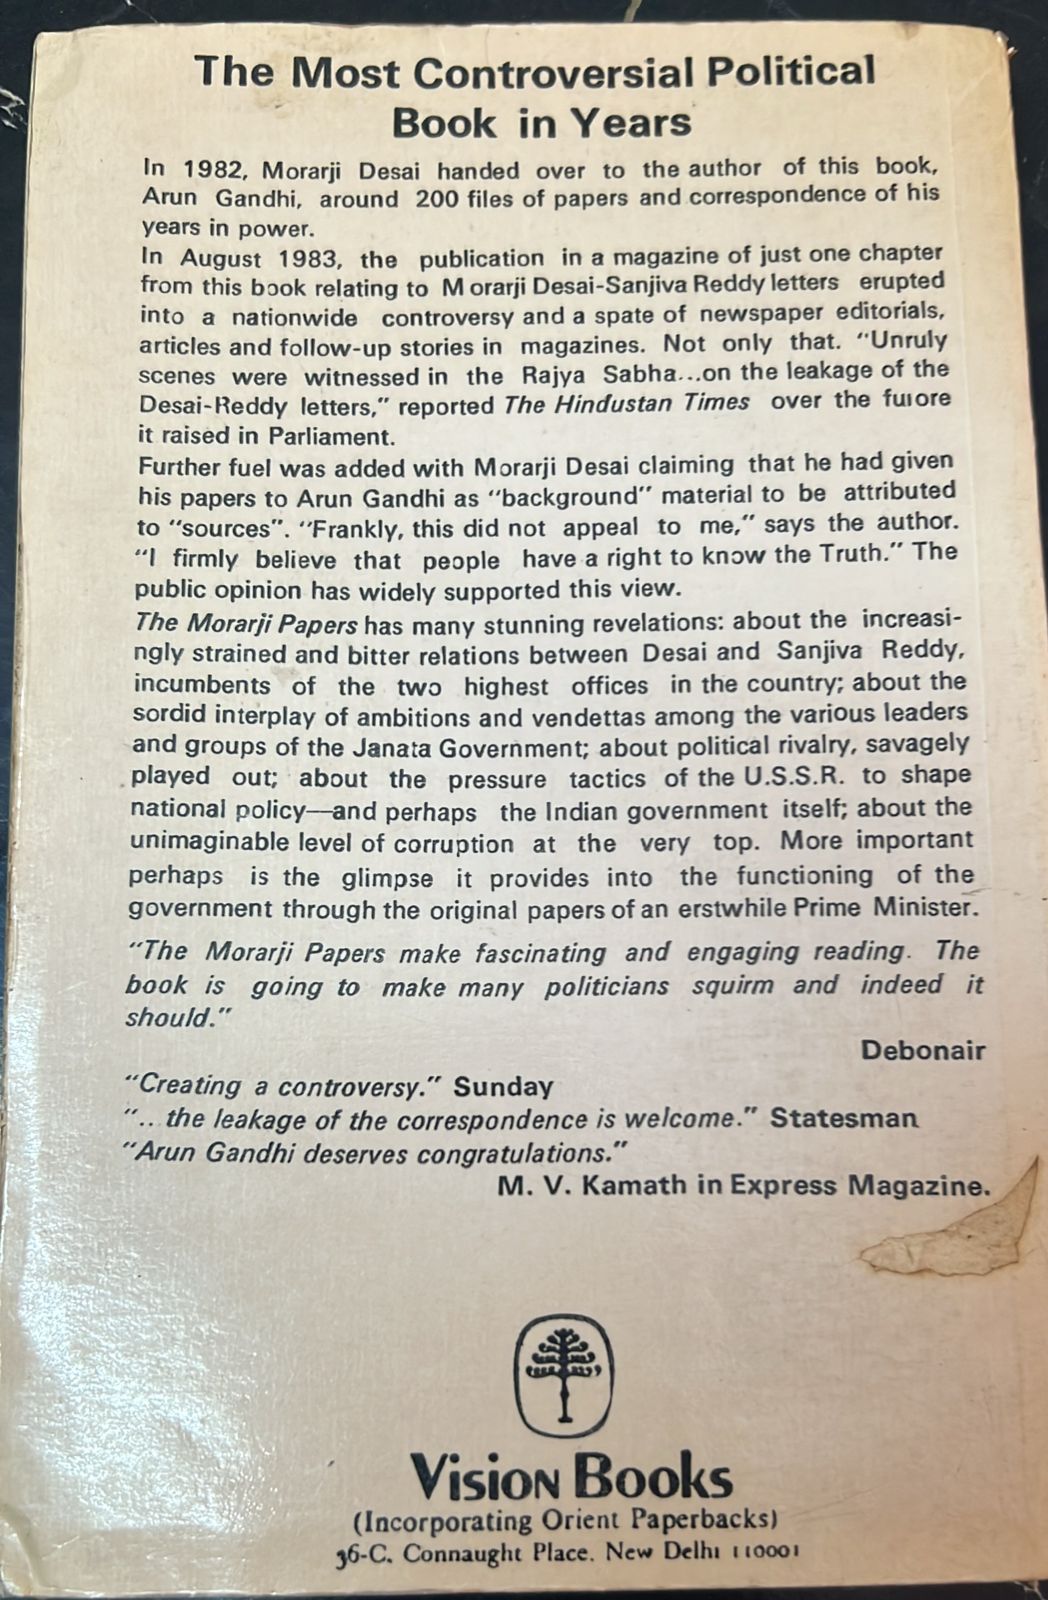 The Most Controversial Political
Book in Years
In 1982, Morarji Desai handed over to the author of this book,
Arun Gandhi, around 200 files of papers and correspondence of his
years in power.
In August 1983, the publication in a magazine of just one chapter
from this book relating to Morarji Desai-Sanjiva Reddy letters erupted
into a nationwide controversy and a spate of newspaper editorials,
articles and follow-up stories in magazines. Not only that. "Unruly
scenes were witnessed in the Rajya Sabha...on the leakage of the
Desai-Reddy letters," reported The Hindustan Times over the furore
it raised in Parliament.
Further fuel was added with Morarji Desai claiming that he had given
his papers to Arun Gandhi as "background" material to be attributed
to "sources". "Frankly, this did not appeal to me," says the author.
"I firmly believe that people have a right to know the Truth." The
public opinion has widely supported this view.
The Morarji Papers has many stunning revelations: about the increasi-
ngly strained and bitter relations between Desai and Sanjiva Reddy,
incumbents of the two highest offices in the country; about the
sordid interplay of ambitions and vendettas among the various leaders
and groups of the Janata Government; about political rivalry, savagely
played out; about the pressure tactics of the U.S.S.R. to shape
national policy—and perhaps the Indian government itself; about the
unimaginable level of corruption at the very top. More important
perhaps is the glimpse it provides into the functioning of the
government through the original papers of an erstwhile Prime Minister.
"The Morarji Papers make fascinating and engaging reading. The
book is going to make many politicians squirm and indeed it
should."
Debonair
"Creating a controversy." Sunday
".. the leakage of the correspondence is welcome." Statesman
"Arun Gandhi deserves congratulations."
M. V. Kamath in Express Magazine.
Vision Books
(Incorporating Orient Paperbacks)
36-C, Connaught Place, New Delhi 110001